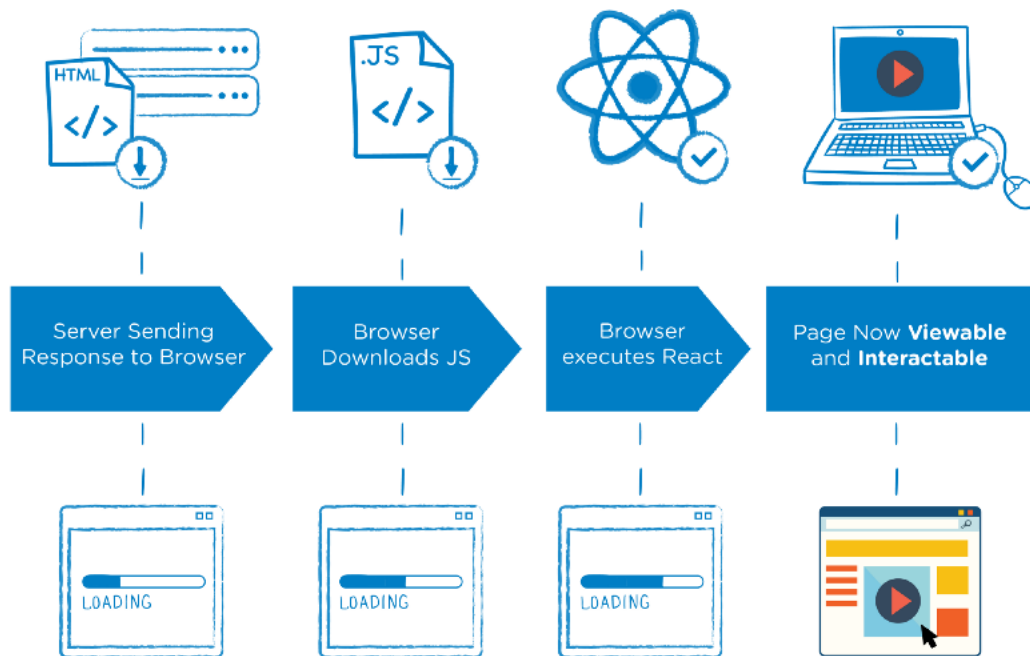 HTML
</>
.JS
</>
Server Sending
Response to Browser
Browser
Downloads JS
Browser
executes React
Page Now Viewable
and Interactable
LOADING
LOADING
LOADING